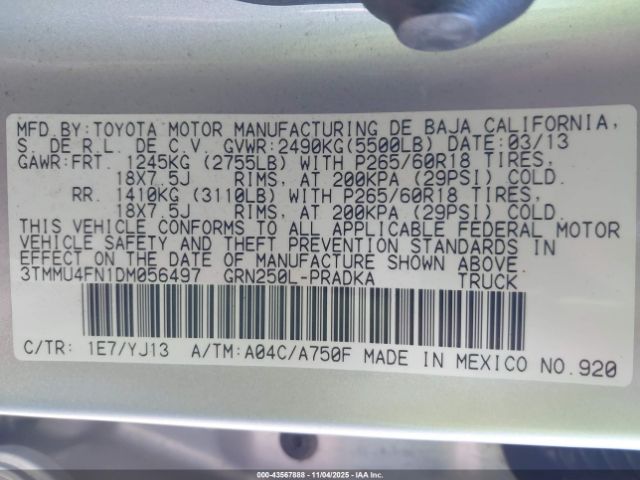 MFD.BY:TOYOTA MOTOR MANUFACTURING DE BAJA CALIFORNIA,
S. DE R.L. DE C.V. GVWR:2490KG(5500LB) DATE:03/13
GAWR:FRT. 1245KG (2755LB) WITH P265/60R18 TIRES,
18X7.5J RIMS, AT 200KPA (29PSI) COLD.
RR. 1410KG (3110LB) WITH P265/60R18 TIRES,
18X7.5J RIMS, AT 200KPA (29PSI) COLD.
THIS VEHICLE CONFORMS TO ALL APPLICABLE FEDERAL MOTOR
VEHICLE SAFETY AND THEFT PREVENTION STANDARDS IN
EFFECT ON THE DATE OF MANUFACTURE SHOWN ABOVE.
3TMMU4FN1DM056497 GRN250L-PRADKA TRUCK
C/TR: 1E7/YJ13 A/TM:A04C/A750F MADE IN MEXICO NO.920
000-43567888 - 11/04/2025 - IAA, Inc.